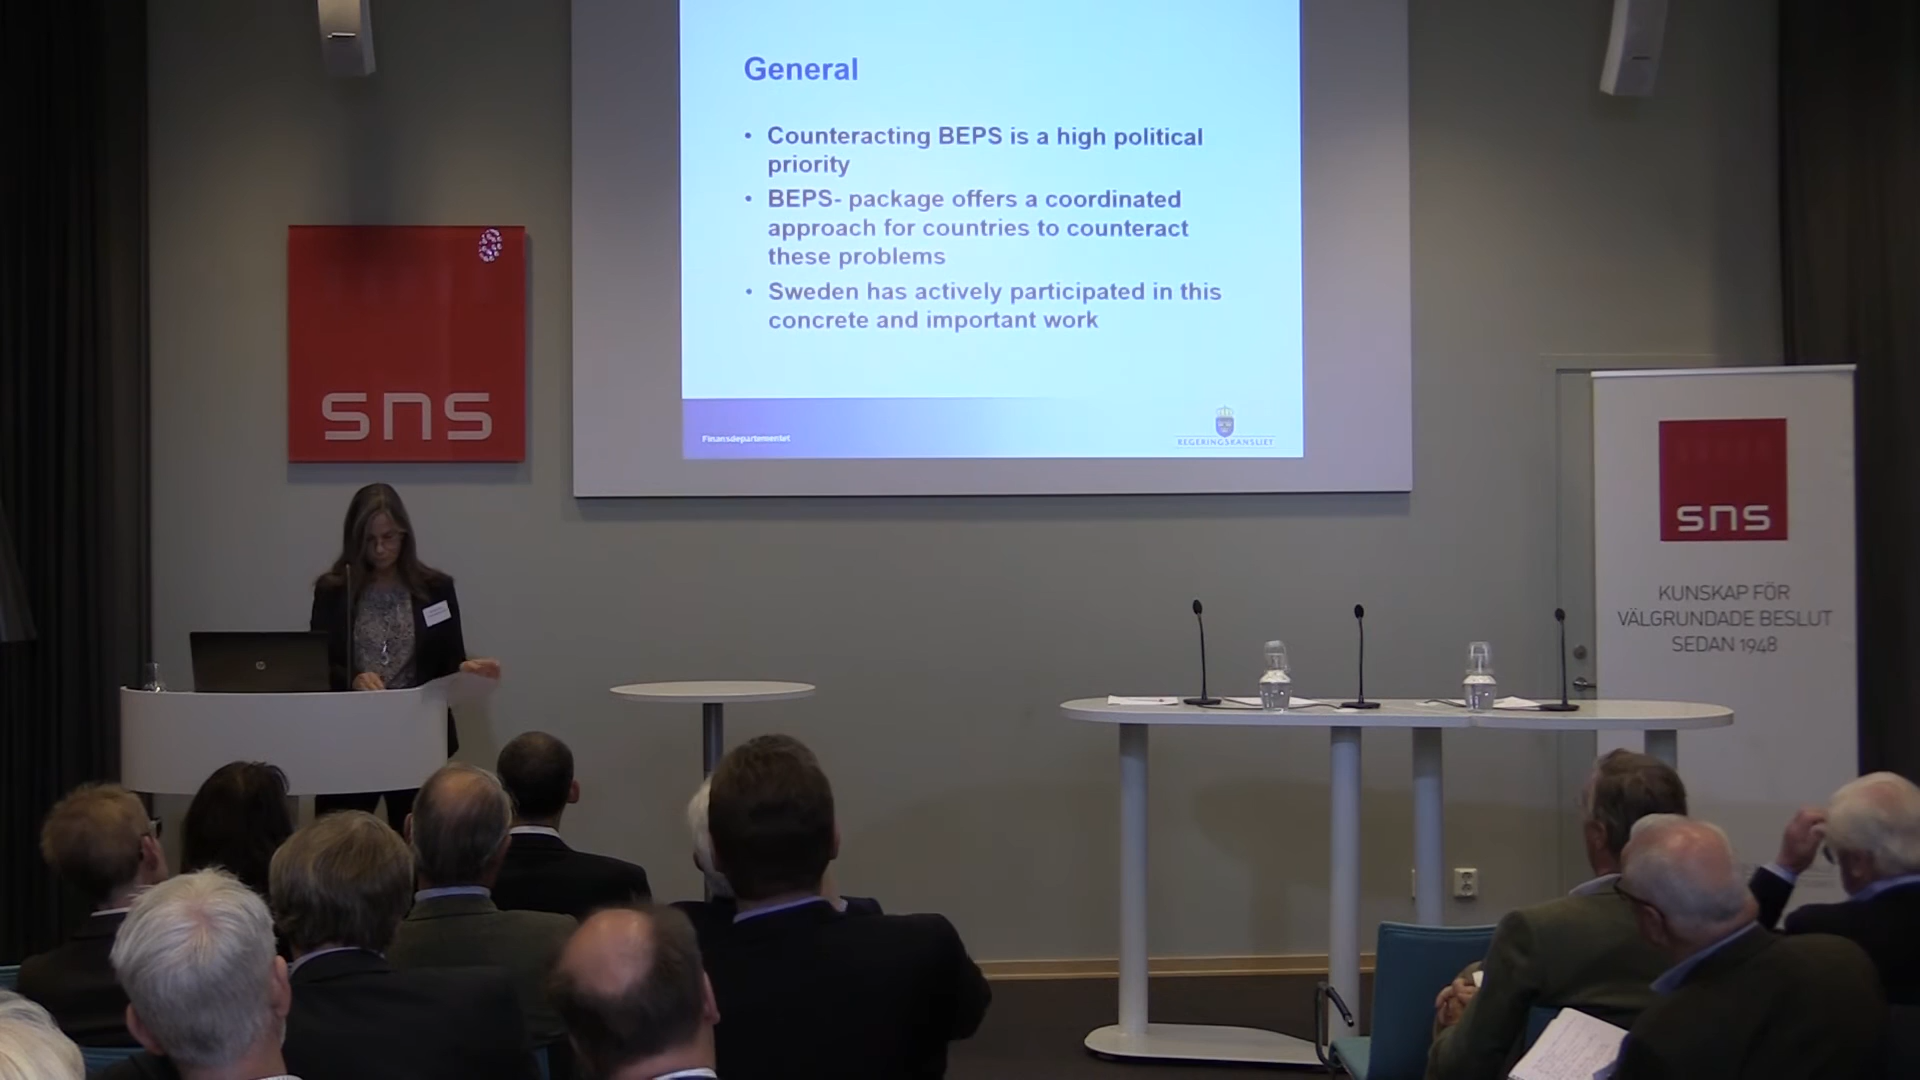 General
• Counteracting BEPS is a high political
priority
• BEPS- package offers a coordinated
approach for countries to counteract
these problems
• Sweden has actively participated in this
concrete and important work
Finansdepartementet
REGERINGSKANSLIET
sns
sns
KUNSKAP FÖR
VÄLGRUNDADE BESLUT
SEDAN 1948
hp